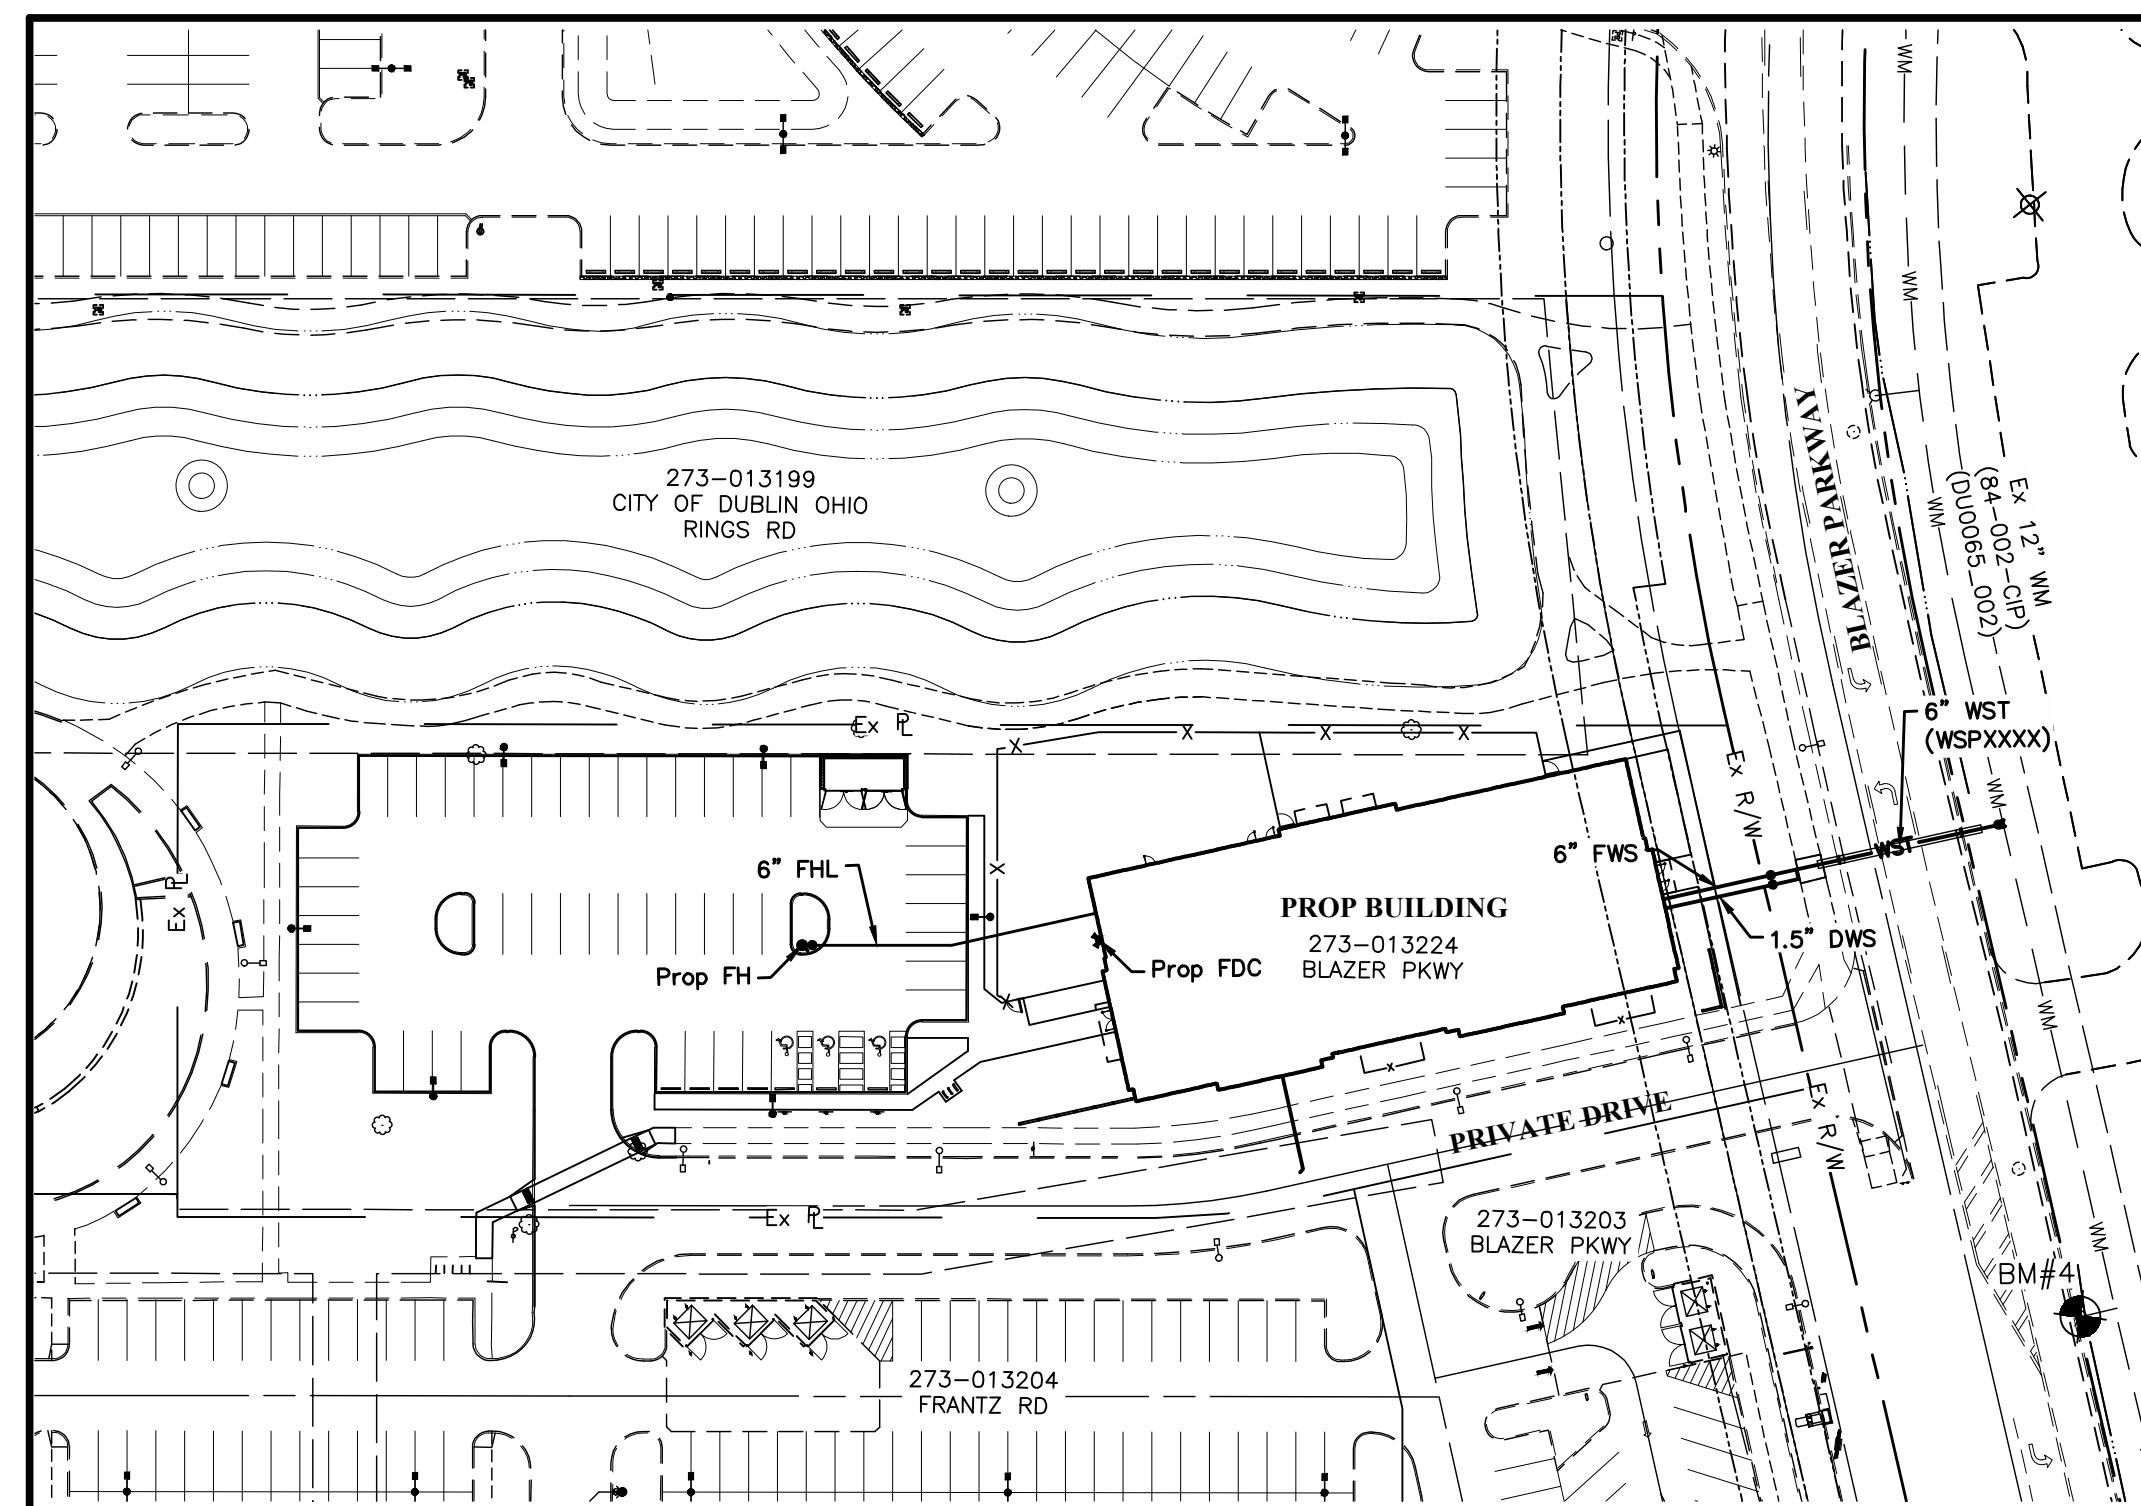 WM
WM
273-013199
CITY OF DUBLIN OHIO
RINGS RD
BLAZER PARKWAY
Ex 12" WM
(84-002-CIP)
(DU0065_002)
WM
6" WST
(WSPXXXX)
Ex PL
X
X
X
X
Ex R/W
WM
WST
6" FWS
6" FHL
X
Ex PL
PROP BUILDING
273-013224
BLAZER PKWY
1.5" DWS
Prop FH
Prop FDC
X
x
x
WM
PRIVATE DRIVE
Ex R/W
Ex PL
273-013203
BLAZER PKWY
WM
BM#4
273-013204
FRANTZ RD